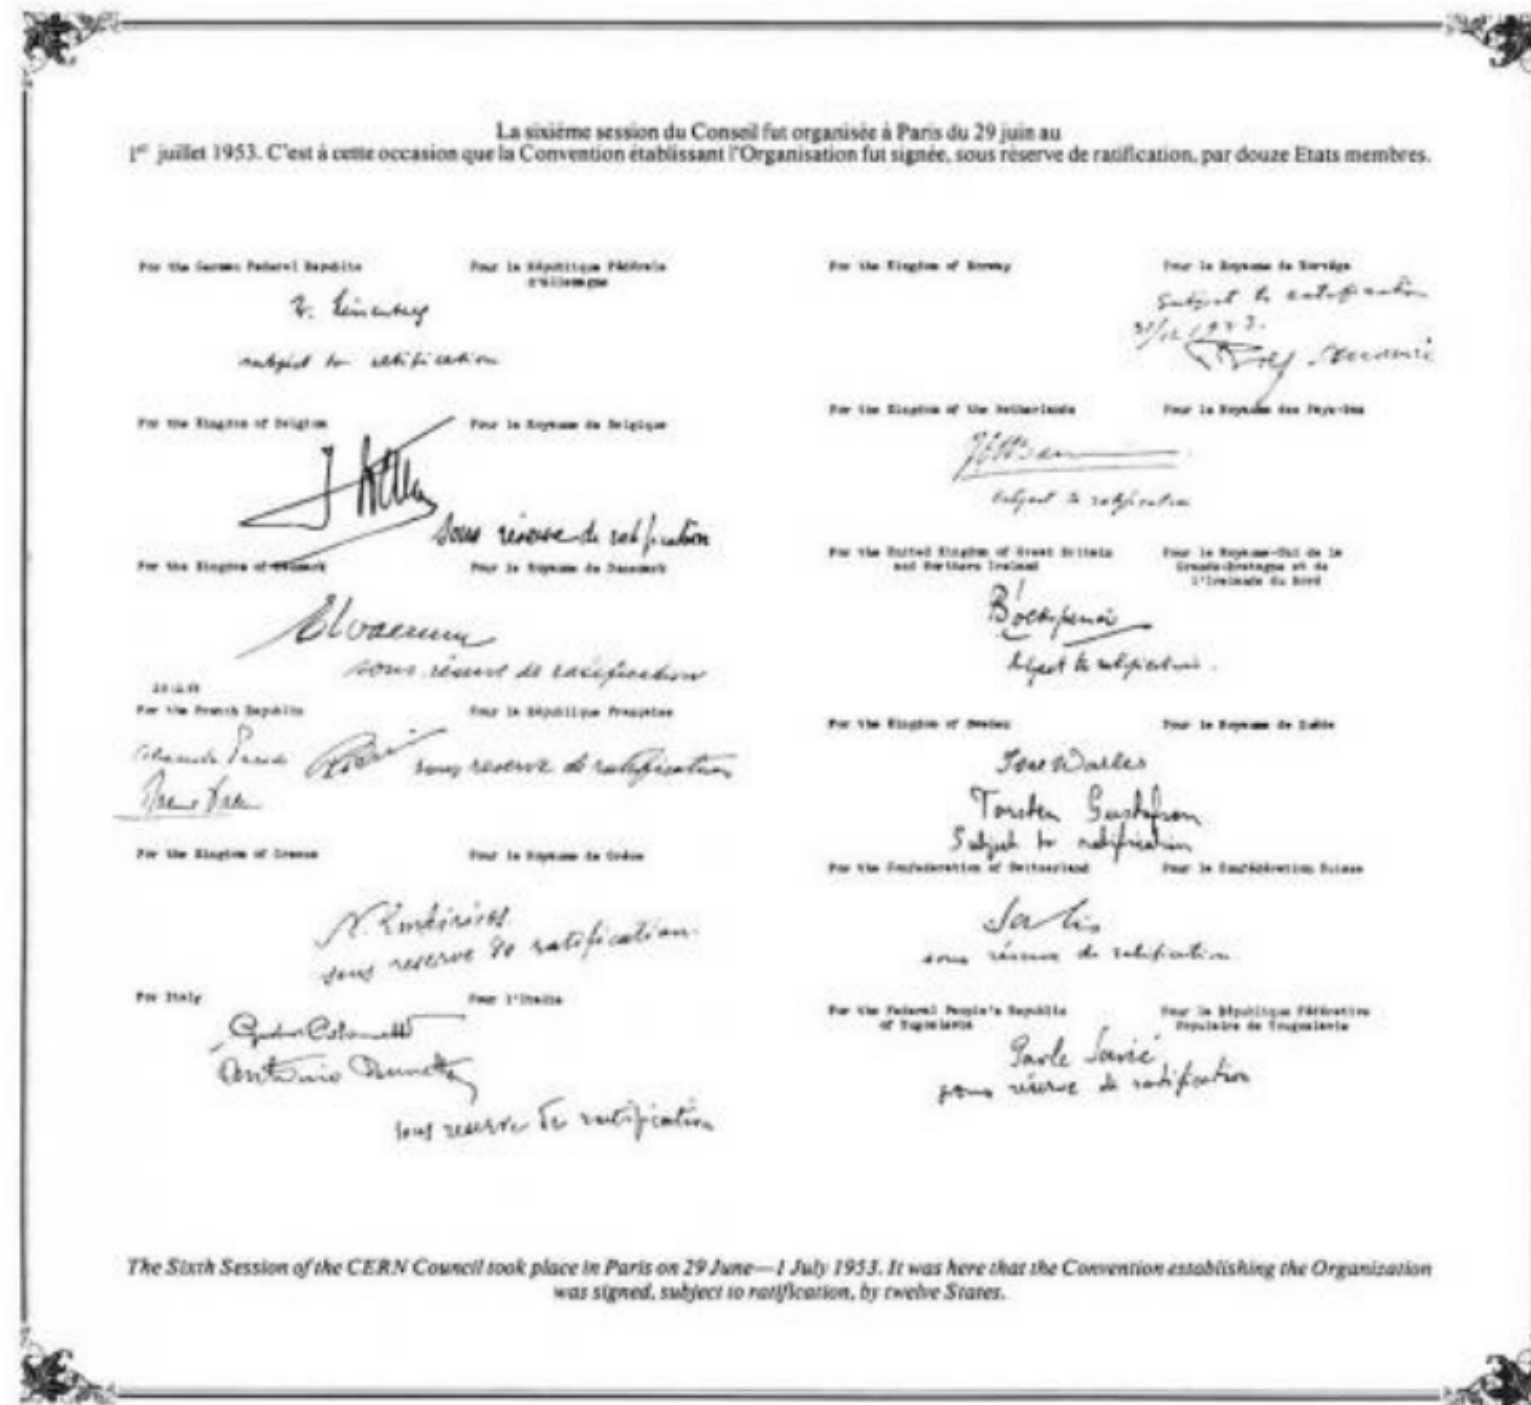 La sixième session du Conseil fut organisée à Paris du 29 juin au
1er juillet 1953. C'est à cette occasion que la Convention établissant l'Organisation fut signée, sous réserve de ratification, par douze Etats membres.
For the German Federal Republic
Pour la République Fédérale
d'Allemagne
subject to ratification
For the Kingdom of Belgium
Pour le Royaume de Belgique
sous réserve de ratification
For the Kingdom of Denmark
Pour le Royaume de Danemark
sous réserve de ratification
For the French Republic
Pour la République Française
sous reserve de ratification
For the Kingdom of Greece
Pour le Royaume de Grèce
sous reserve de ratification
For Italy
Pour l'Italie
Antonio
sous reserve de ratification
For the Kingdom of Norway
Pour le Royaume de Norvège
Subject to ratification
For the Kingdom of the Netherlands
Pour le Royaume des Pays-Bas
subject to ratification
For the United Kingdom of Great Britain
and Northern Ireland
Pour le Royaume-Uni de la
Grande-Bretagne et de
l'Irelande du Nord
subject to ratification.
For the Kingdom of Sweden
Pour le Royaume de Suède
Torsten Gustafson
Subject to ratification
For the Confederation of Switzerland
Pour la Confédération Suisse
Salis
sous réserve de ratification
For the Federal People's Republic
of Yugoslavia
Pour la République Fédérative
Populaire de Yougoslavie
Pavle Savić
sous réserve de ratification
The Sixth Session of the CERN Council took place in Paris on 29 June—1 July 1953. It was here that the Convention establishing the Organization
was signed, subject to ratification, by twelve States.